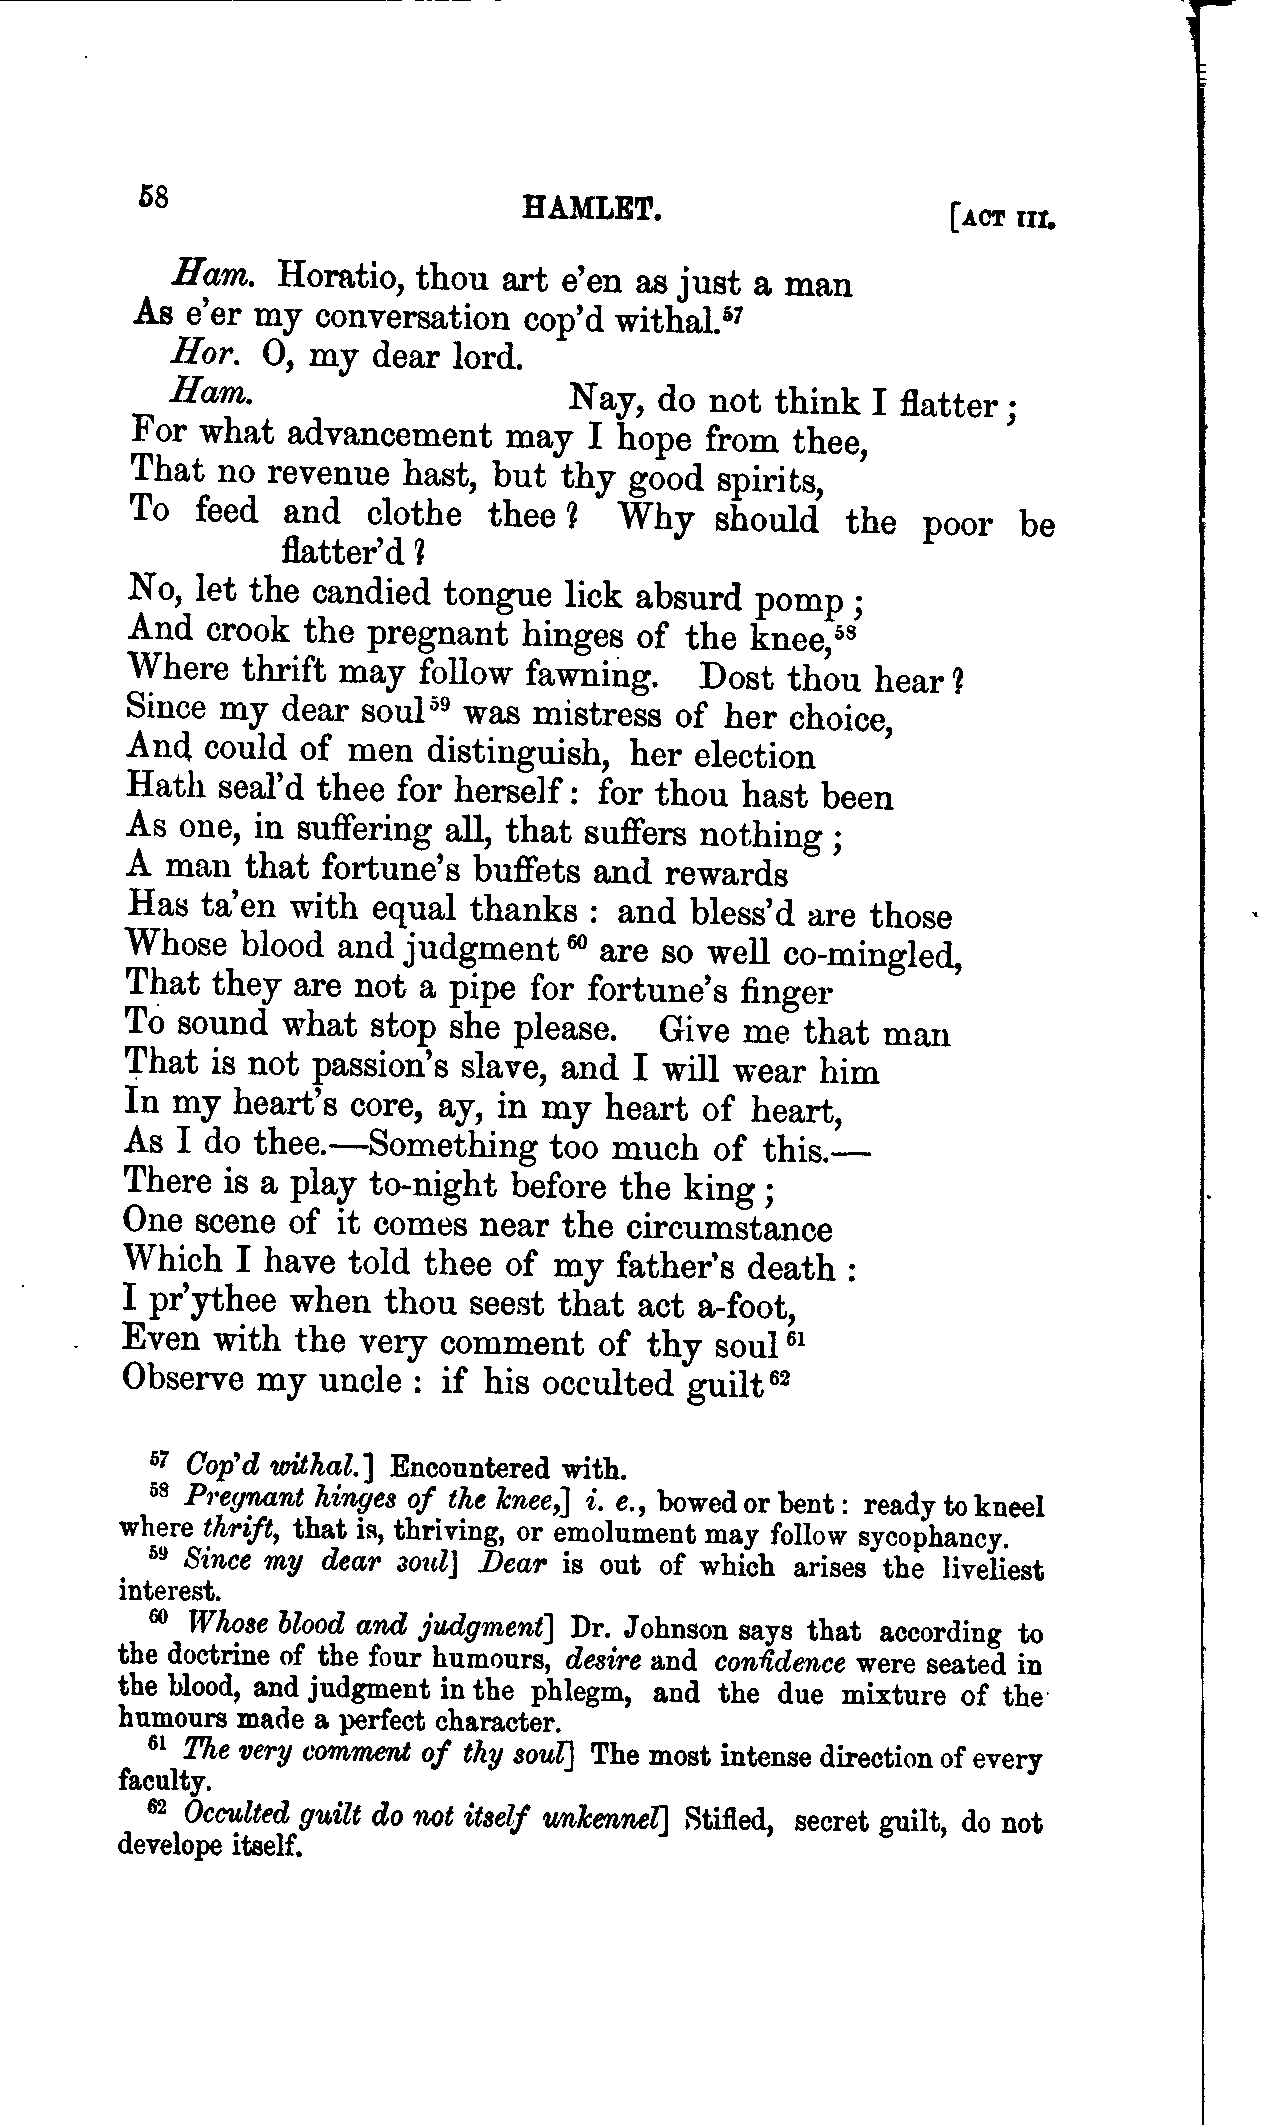 58
HAMLET.
[ACT III.
Ham. Horatio, thou art e'en as just a man
As e'er my conversation cop'd withal.⁵⁷
Hor. O, my dear lord.
Ham. Nay, do not think I flatter ;
For what advancement may I hope from thee,
That no revenue hast, but thy good spirits,
To feed and clothe thee ? Why should the poor be
flatter'd ?
No, let the candied tongue lick absurd pomp ;
And crook the pregnant hinges of the knee,⁵⁸
Where thrift may follow fawning. Dost thou hear ?
Since my dear soul⁵⁹ was mistress of her choice,
And could of men distinguish, her election
Hath seal'd thee for herself : for thou hast been
As one, in suffering all, that suffers nothing ;
A man that fortune's buffets and rewards
Has ta'en with equal thanks : and bless'd are those
Whose blood and judgment⁶⁰ are so well co-mingled,
That they are not a pipe for fortune's finger
To sound what stop she please. Give me that man
That is not passion's slave, and I will wear him
In my heart's core, ay, in my heart of heart,
As I do thee.—Something too much of this.—
There is a play to-night before the king ;
One scene of it comes near the circumstance
Which I have told thee of my father's death :
I pr'ythee when thou seest that act a-foot,
Even with the very comment of thy soul⁶¹
Observe my uncle : if his occulted guilt⁶²
⁵⁷ Cop'd withal.] Encountered with.
⁵⁸ Pregnant hinges of the knee,] i. e., bowed or bent : ready to kneel
where thrift, that is, thriving, or emolument may follow sycophancy.
⁵⁹ Since my dear soul] Dear is out of which arises the liveliest
interest.
⁶⁰ Whose blood and judgment] Dr. Johnson says that according to
the doctrine of the four humours, desire and confidence were seated in
the blood, and judgment in the phlegm, and the due mixture of the
humours made a perfect character.
⁶¹ The very comment of thy soul] The most intense direction of every
faculty.
⁶² Occulted guilt do not itself unkennel] Stifled, secret guilt, do not
develope itself.